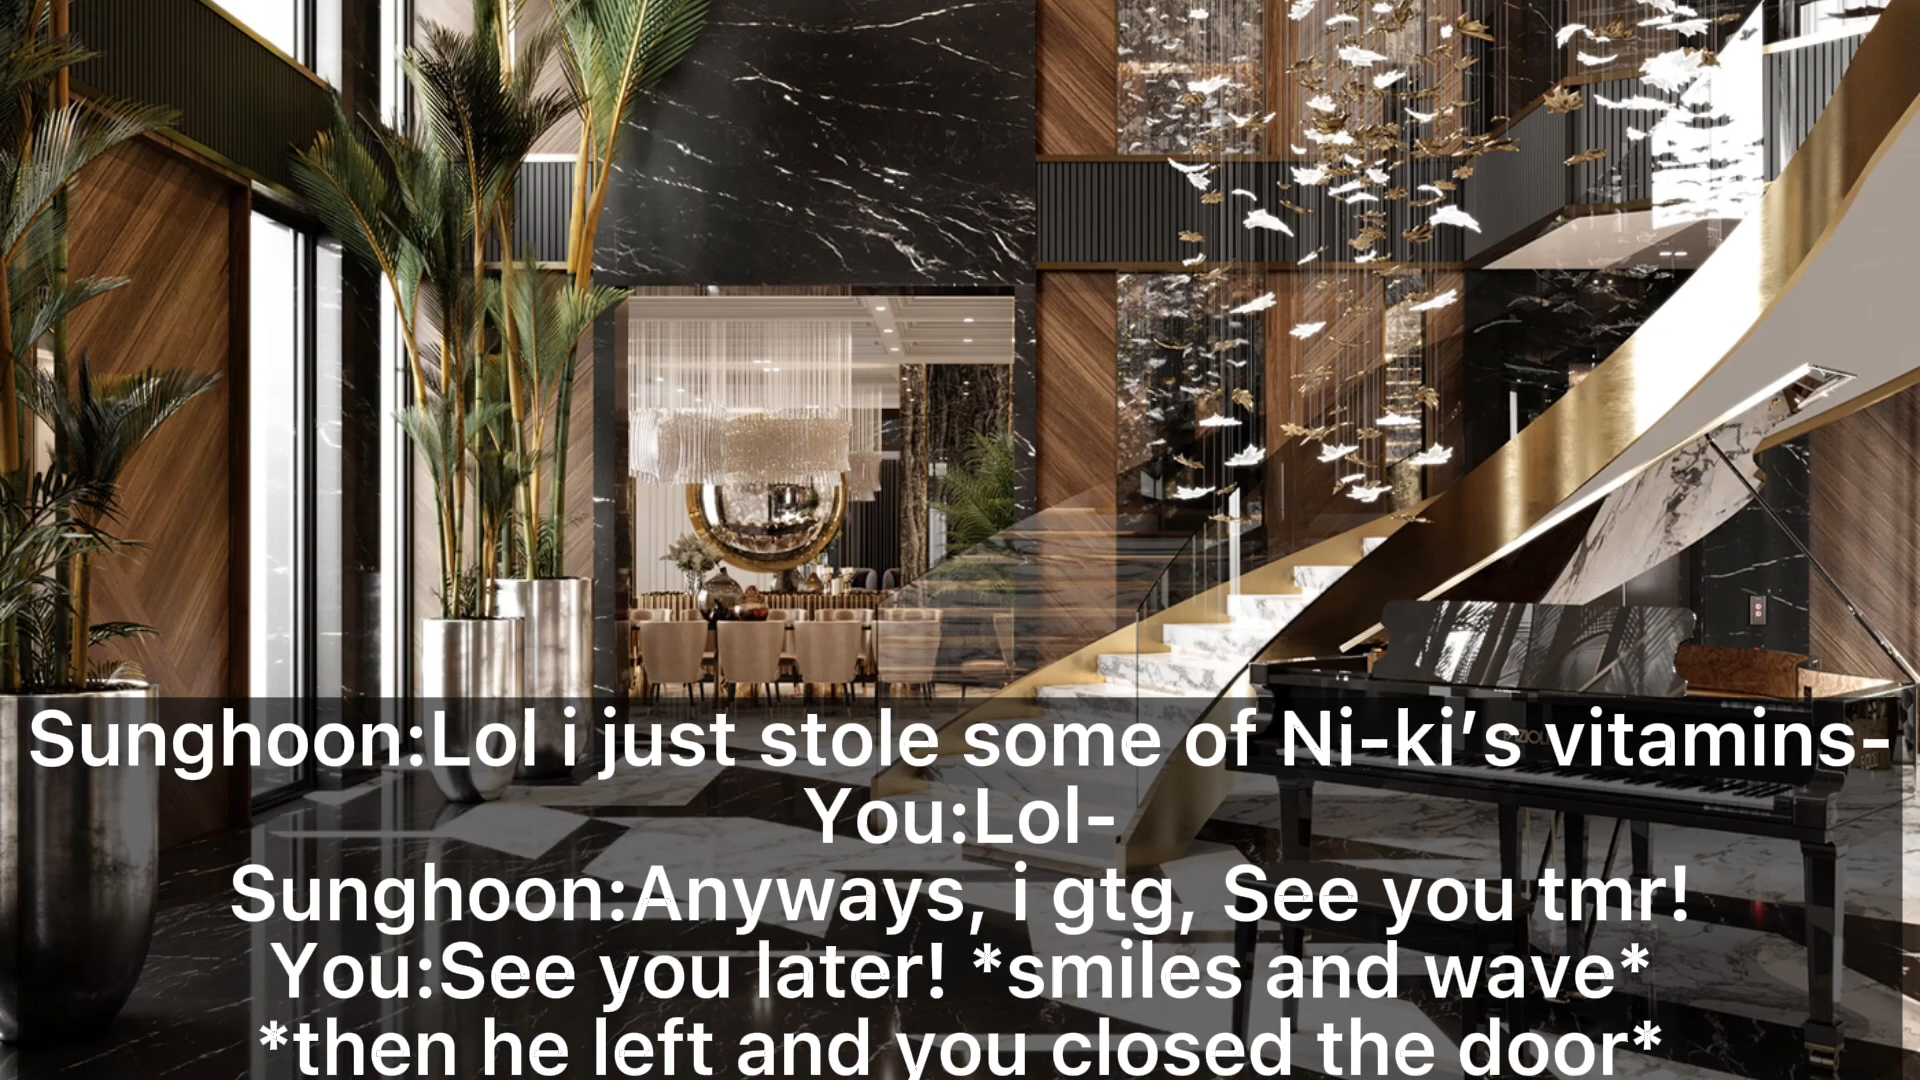 Sunghoon:Lol i just stole some of Ni-ki’s vitamins-
You:Lol-
Sunghoon:Anyways, i gtg, See you tmr!
You:See you later! *smiles and wave*
*then he left and you closed the door*